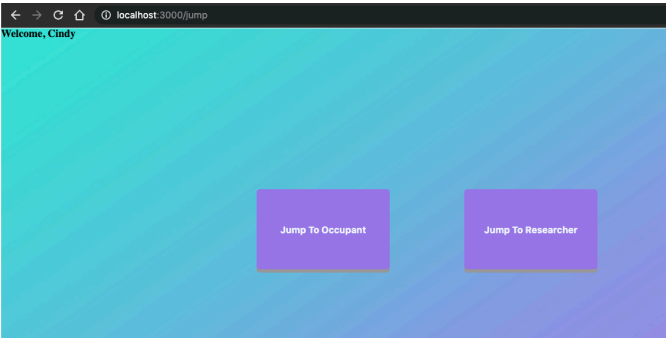 localhost:3000/jump
Welcome, Cindy
Jump To Occupant
Jump To Researcher